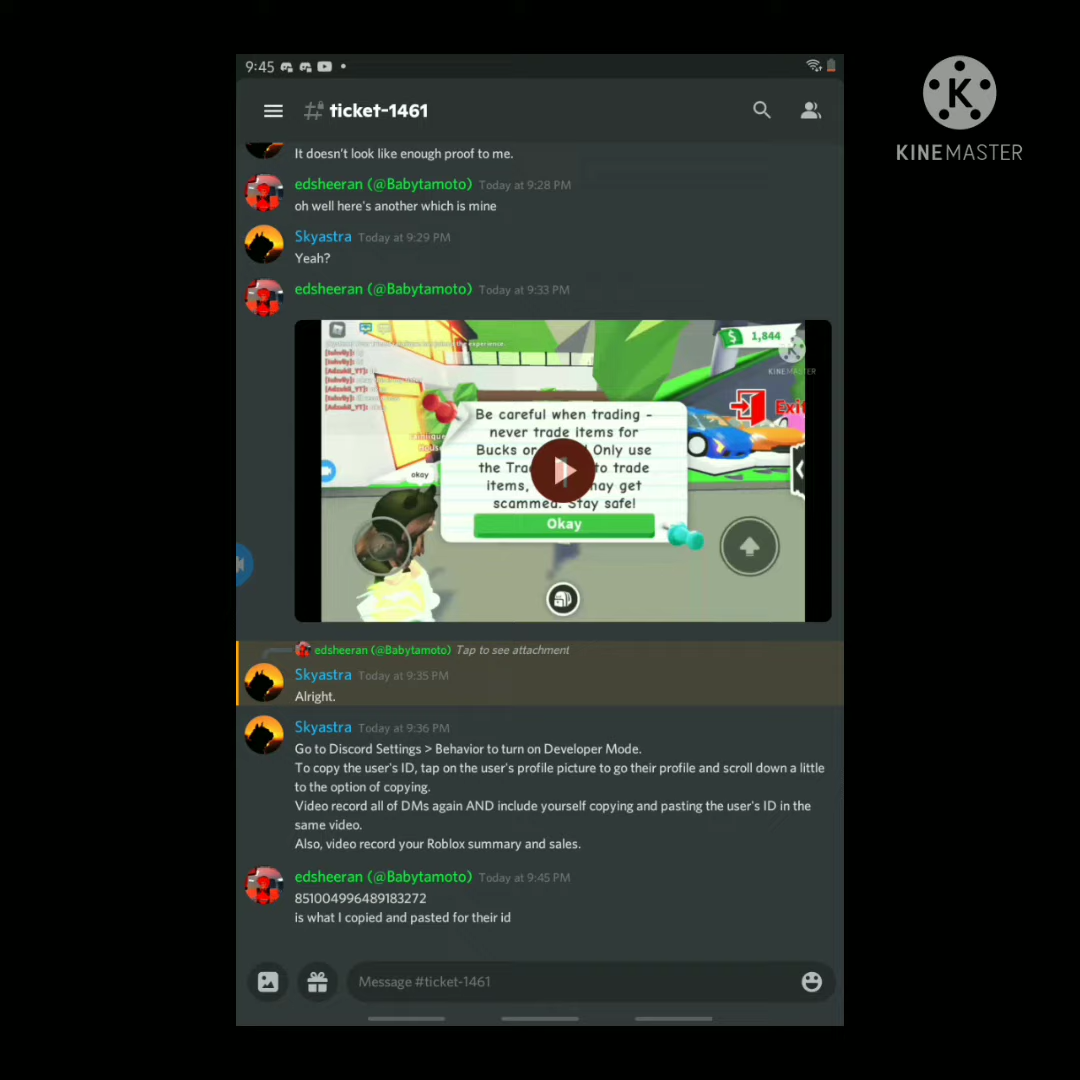 9:45
KINEMASTER
ticket-1461
It doesn't look like enough proof to me.
edsheeran (@Babytamoto) Today at 9:28 PM
oh well here's another which is mine
Skyastra Today at 9:29 PM
Yeah?
edsheeran (@Babytamoto) Today at 9:33 PM
1,844
KINEMASTER
Exit
Be careful when trading -
never trade items for
Bucks or Only use
the to trade
items, may get
scammed. Stay safe!
okay
Okay
edsheeran (@Babytamoto) Tap to see attachment
Skyastra Today at 9:35 PM
Alright.
Skyastra Today at 9:36 PM
Go to Discord Settings > Behavior to turn on Developer Mode.
To copy the user's ID, tap on the user's profile picture to go their profile and scroll down a little
to the option of copying.
Video record all of DMs again AND include yourself copying and pasting the user's ID in the
same video.
Also, video record your Roblox summary and sales.
edsheeran (@Babytamoto) Today at 9:45 PM
851004996489183272
is what I copied and pasted for their id
Message #ticket-1461